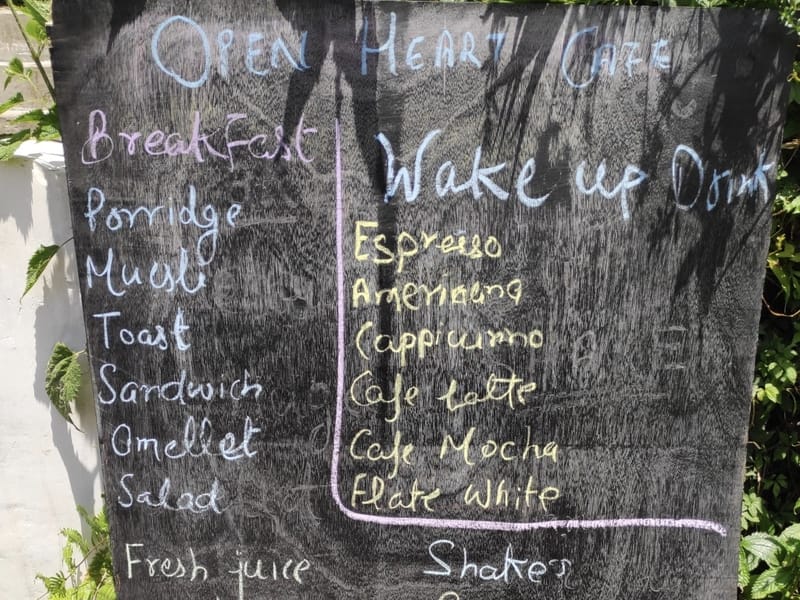 OPEN HEART CAFE
BreakFast
Porridge
Muesli
Toast
Sandwich
Omellet
Salad
Wake up Drink
Espresso
Americana
Cappicurno
Cafe Latte
Cafe Mocha
Flate White
Fresh juice
Shakes